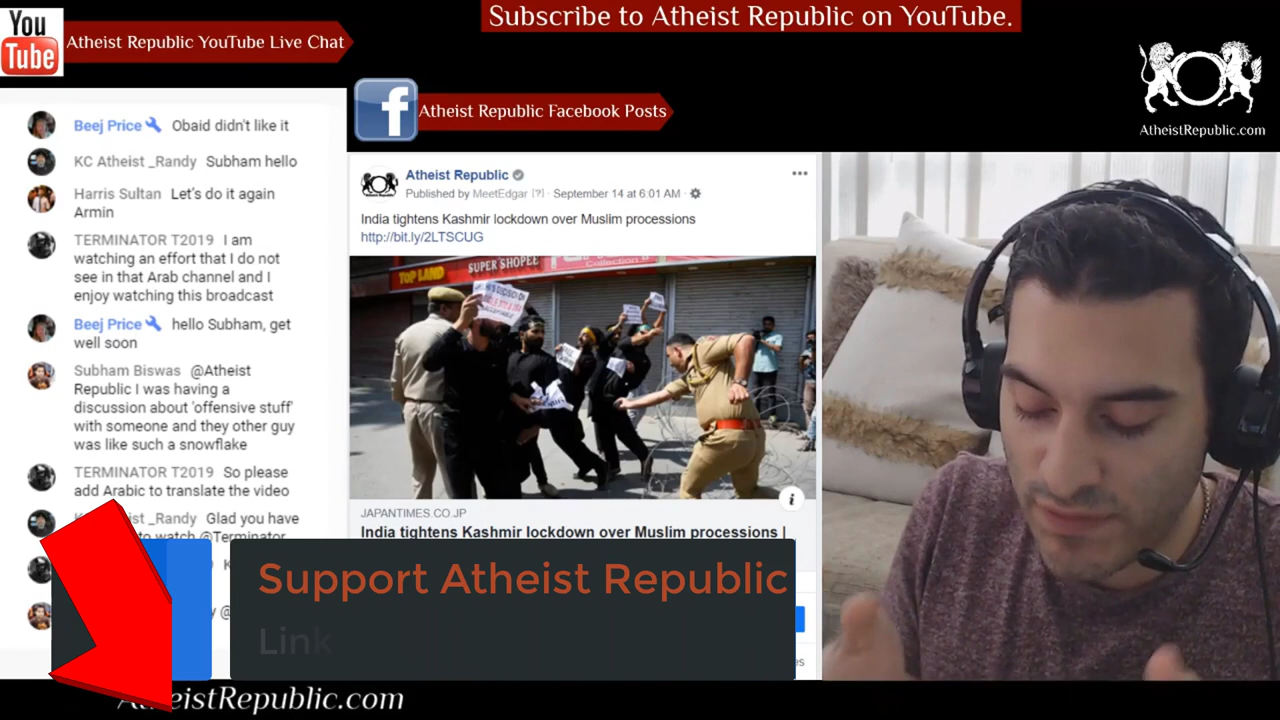 Subscribe to Atheist Republic on YouTube.
You
Tube
Atheist Republic YouTube Live Chat
AtheistRepublic.com
Atheist Republic Facebook Posts
Beej Price Obaid didn't like it
KC Atheist _Randy Subham hello
Harris Sultan Let's do it again
Armin
TERMINATOR T2019 I am
watching an effort that I do not
see in that Arab channel and I
enjoy watching this broadcast
Beej Price hello Subham, get
well soon
Subham Biswas @Atheist
Republic I was having a
discussion about 'offensive stuff'
with someone and they other guy
was like such a snowflake
TERMINATOR T2019 So please
add Arabic to translate the video
_Randy Glad you have
to watch @Terminator
Atheist Republic
Published by MeetEdgar [?] · September 14 at 6:01 AM ·
India tightens Kashmir lockdown over Muslim processions
http://bit.ly/2LTSCUG
TOP LAND
SUPER SHOPEE
Collection
JAPANTIMES.CO.JP
India tightens Kashmir lockdown over Muslim processions |
Support Atheist Republic
Link
eistRepublic.com